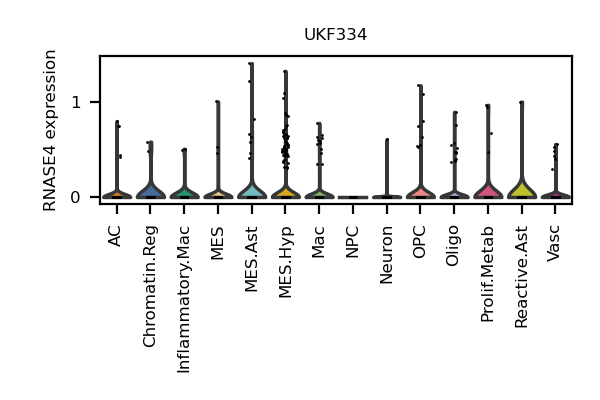 UKF334
RNASE4 expression
1
0
AC
Chromatin.Reg
Inflammatory.Mac
MES
MES.Ast
MES.Hyp
Mac
NPC
Neuron
OPC
Oligo
Prolif.Metab
Reactive.Ast
Vasc